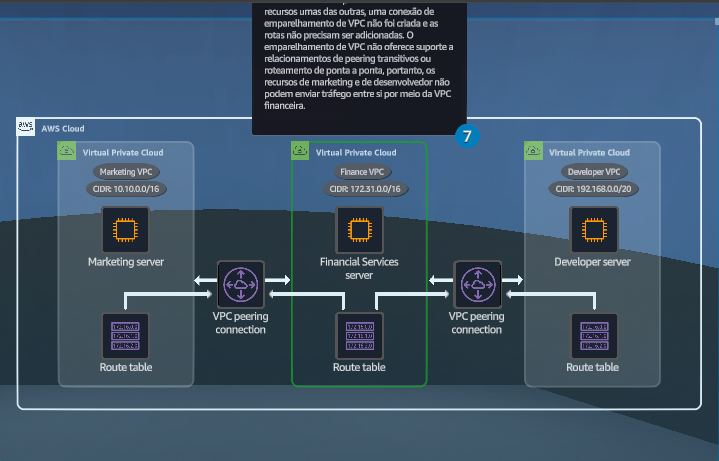 recursos umas das outras, uma conexão de
emparelhamento de VPC não foi criada e as
rotas não precisam ser adicionadas. O
emparelhamento de VPC não oferece suporte a
relacionamentos de peering transitivos ou
roteamento de ponta a ponta, portanto, os
recursos de marketing e de desenvolvedor não
podem enviar tráfego entre si por meio da VPC
financeira.
7
aws AWS Cloud
Virtual Private Cloud
Marketing VPC
CIDR: 10.10.0.0/16
Marketing server
Route table
Virtual Private Cloud
Finance VPC
CIDR: 172.31.0.0/16
Financial Services
server
Route table
Virtual Private Cloud
Developer VPC
CIDR: 192.168.0.0/20
Developer server
Route table
VPC peering
connection
VPC peering
connection